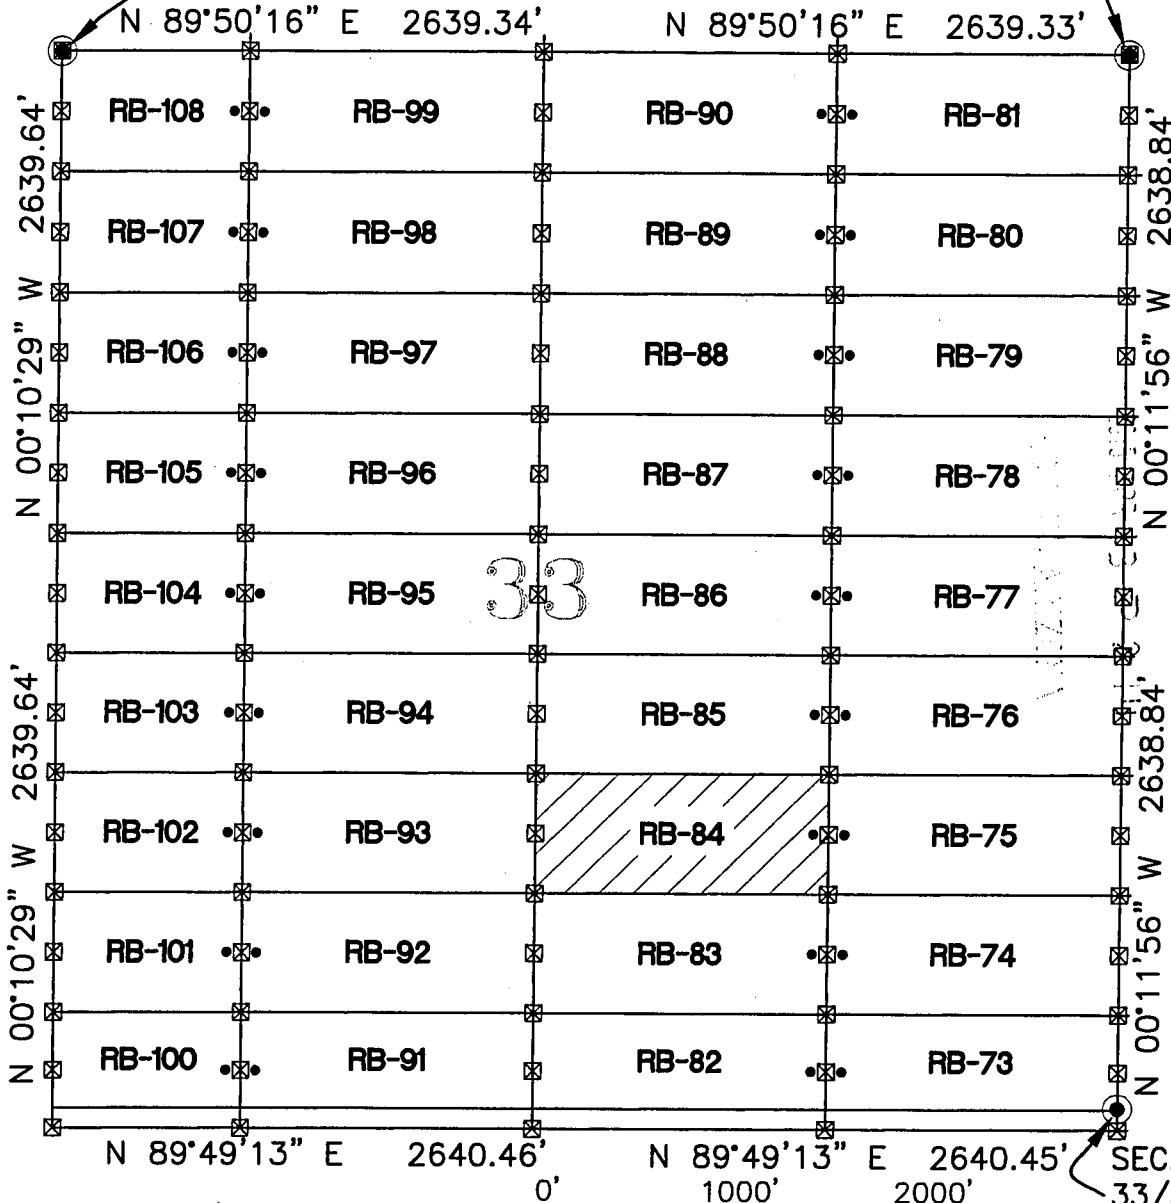 N 89°50'16" E 2639.34' N 89°50'16" E 2639.33'
N 00°10'29" W 2639.64'
N 00°11'56" W 2638.84'
RB-108 RB-99 RB-90 RB-81
RB-107 RB-98 RB-89 RB-80
RB-106 RB-97 RB-88 RB-79
RB-105 RB-96 RB-87 RB-78
33
RB-104 RB-95 RB-86 RB-77
RB-103 RB-94 RB-85 RB-76
N 00°10'29" W 2639.64'
N 00°11'56" W 2638.84'
RB-102 RB-93 RB-84 RB-75
RB-101 RB-92 RB-83 RB-74
RB-100 RB-91 RB-82 RB-73
N 89°49'13" E 2640.46' N 89°49'13" E 2640.45' SEC.
0' 1000' 2000' 33/